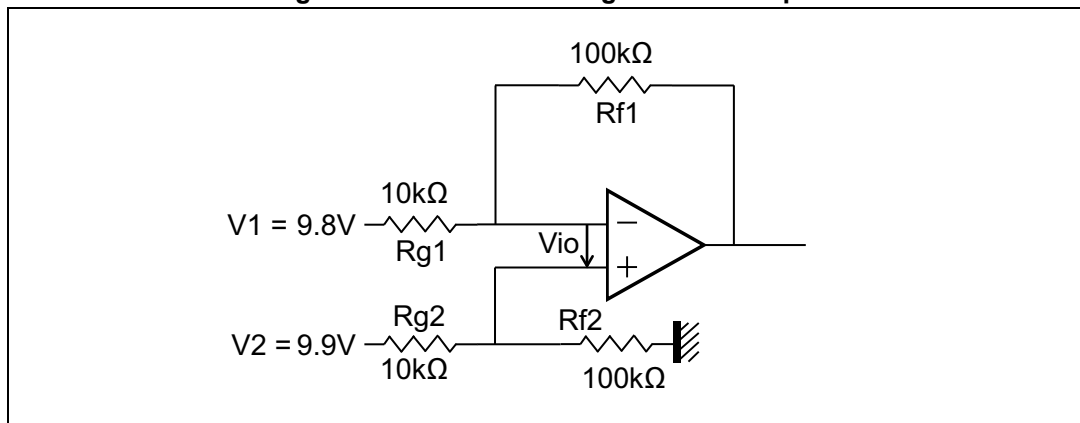 100kΩ
Rf1
10kΩ
V1 = 9.8V
Rg1
Vio
−
+
Rg2
Rf2
V2 = 9.9V
10kΩ
100kΩ